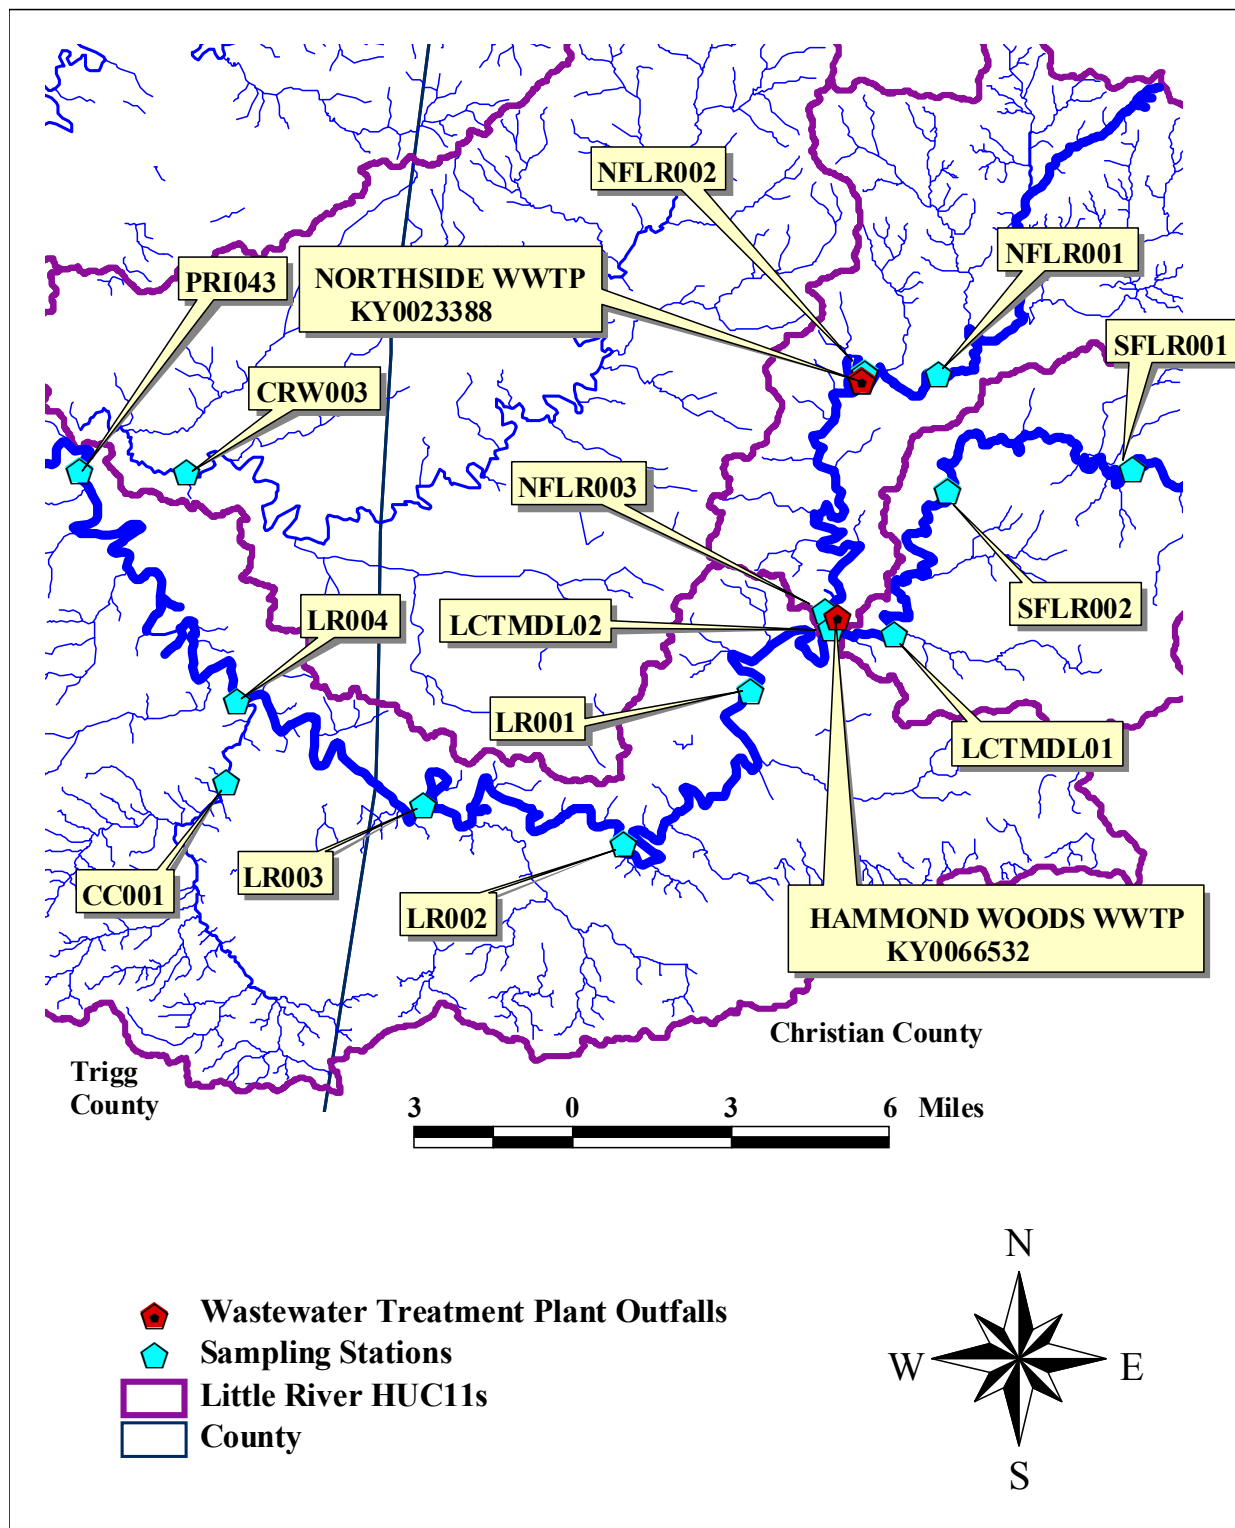 NFLR002
NFLR001
PRI043
NORTHSIDE WWTP
KY0023388
SFLR001
CRW003
NFLR003
SFLR002
LR004
LCTMDL02
LR001
LCTMDL01
LR003
CC001
LR002
HAMMOND WOODS WWTP
KY0066532
Christian County
Trigg
County
3 0 3 6 Miles
N
Wastewater Treatment Plant Outfalls
Sampling Stations
W E
Little River HUC11s
County
S